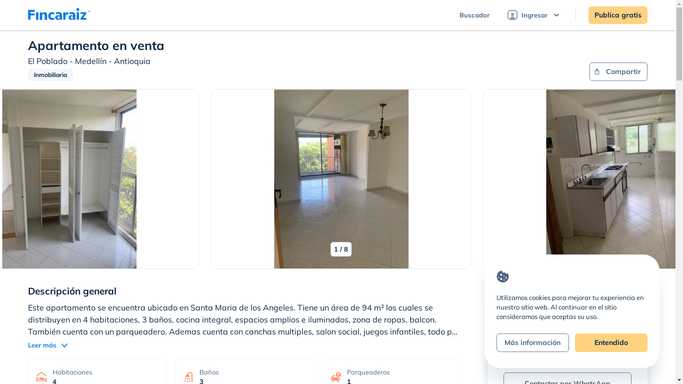 Fincaraiz
Buscador
Ingresar
Publica gratis
Apartamento en venta
El Poblado - Medellín - Antioquia
Inmobiliaria
Compartir
1 / 8
Descripción general
Este apartamento se encuentra ubicado en Santa Maria de los Angeles. Tiene un área de 94 m² los cuales se
distribuyen en 4 habitaciones, 3 baños, cocina integral, espacios amplios e iluminados, zona de ropas, balcon.
También cuenta con un parqueadero. Ademas cuenta con canchas multiples, salon social, juegos infantiles, todo p...
Leer más
Habitaciones
4
Baños
3
Parqueaderos
1
Utilizamos cookies para mejorar tu experiencia en
nuestro sitio web. Al continuar en el sitio
consideramos que aceptas su uso.
Más información
Entendido
Contactar por WhatsApp